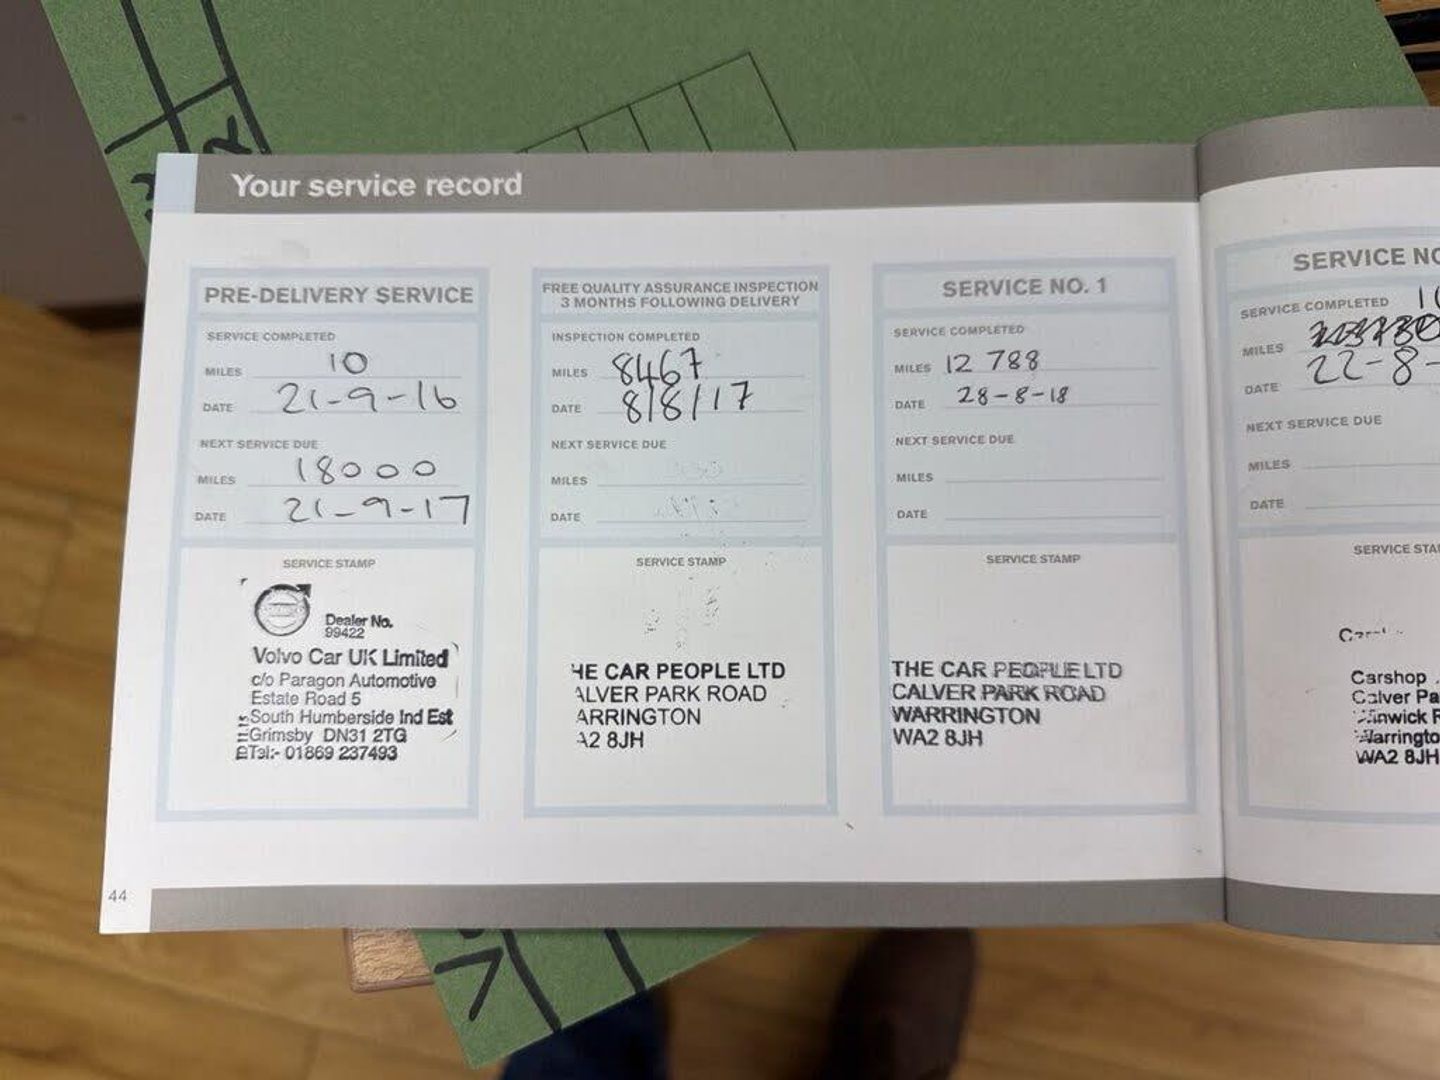 Your service record
PRE-DELIVERY SERVICE
SERVICE COMPLETED
MILES 10
DATE 21-9-16
NEXT SERVICE DUE
MILES 18000
DATE 21-9-17
SERVICE STAMP
Dealer No.
99422
Volvo Car UK Limited
c/o Paragon Automotive
Estate Road 5
South Humberside Ind Est
Grimsby DN31 2TG
Tel:- 01869 237493
FREE QUALITY ASSURANCE INSPECTION
3 MONTHS FOLLOWING DELIVERY
INSPECTION COMPLETED
MILES 8467
DATE 8/8/17
NEXT SERVICE DUE
MILES
DATE
SERVICE STAMP
HE CAR PEOPLE LTD
ALVER PARK ROAD
ARRINGTON
A2 8JH
SERVICE NO. 1
SERVICE COMPLETED
MILES 12 788
DATE 28-8-18
NEXT SERVICE DUE
MILES
DATE
SERVICE STAMP
THE CAR PEOPLE LTD
CALVER PARK ROAD
WARRINGTON
WA2 8JH
SERVICE NO
SERVICE COMPLETED
MILES
DATE 22-8-
NEXT SERVICE DUE
MILES
DATE
SERVICE STA
Carshop
Calver Pa
Winwick R
Warringto
WA2 8JH
44